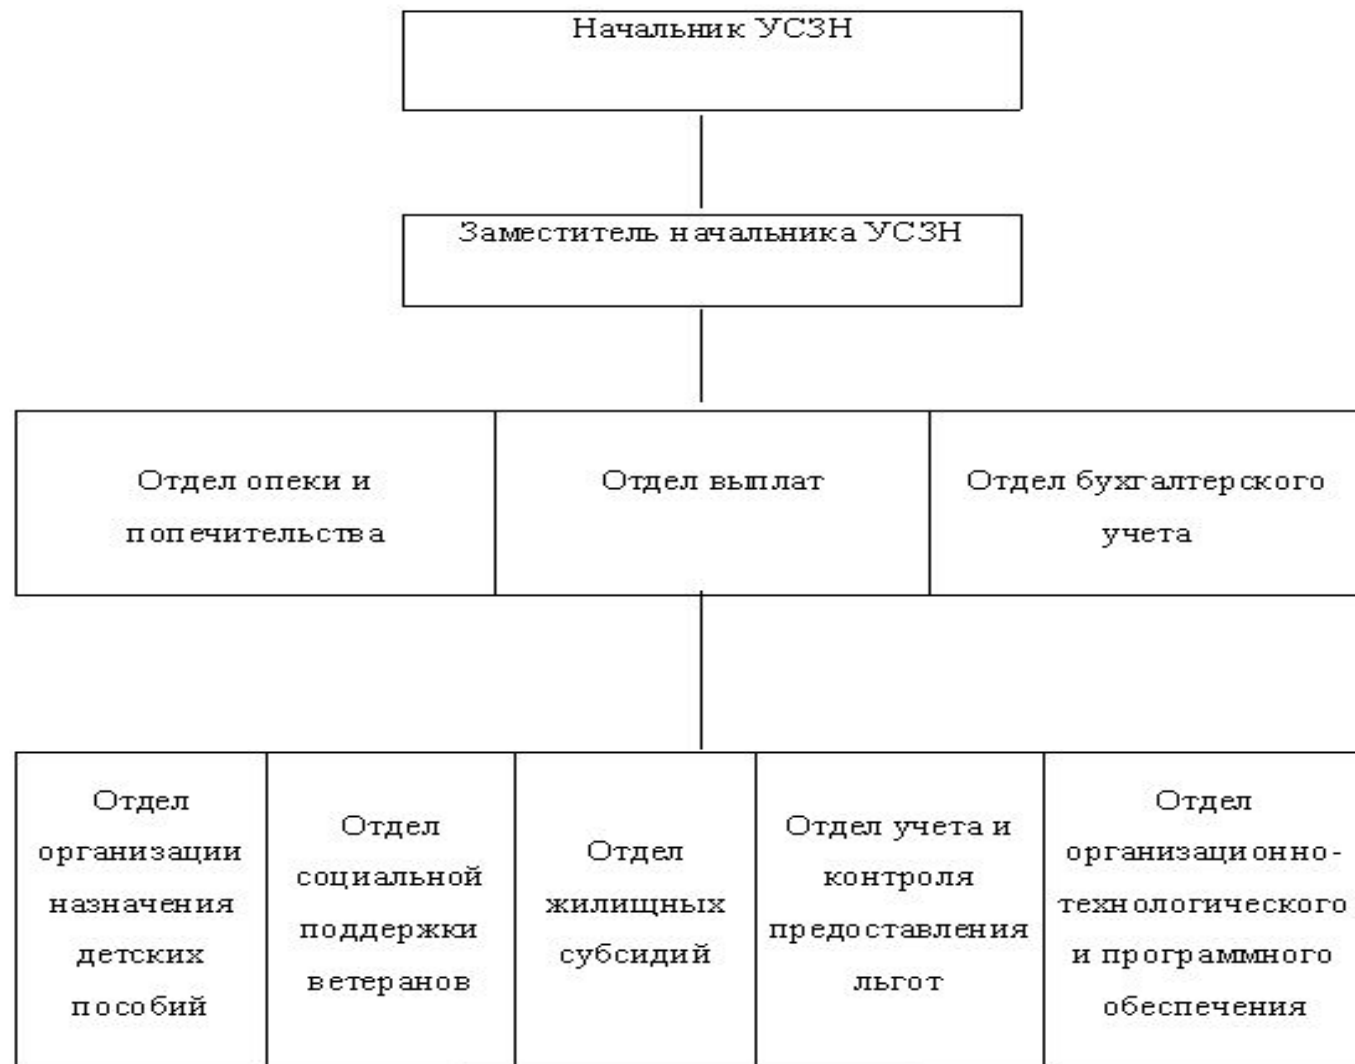 Начальник УСЗН
Заместитель начальника УСЗН
Отдел опеки и
попечительства
Отдел выплат
Отдел бухгалтерского
учета
Отдел
организации
назначения
детских
пособий
Отдел
социальной
поддержки
ветеранов
Отдел
жилищных
субсидий
Отдел учета и
контроля
предоставления
льгот
Отдел
организационно-
технологического
и программного
обеспечения